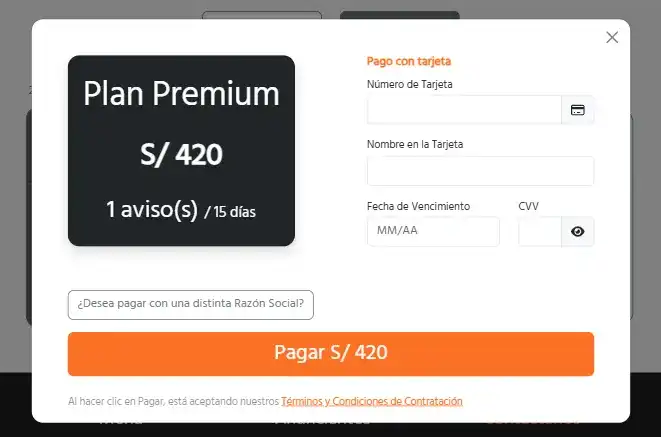 Plan Premium
S/ 420
1 aviso(s) / 15 días
Pago con tarjeta
Número de Tarjeta
Nombre en la Tarjeta
Fecha de Vencimiento CVV
MM/AA
¿Desea pagar con una distinta Razón Social?
Pagar S/ 420
Al hacer clic en Pagar, está aceptando nuestros Términos y Condiciones de Contratación